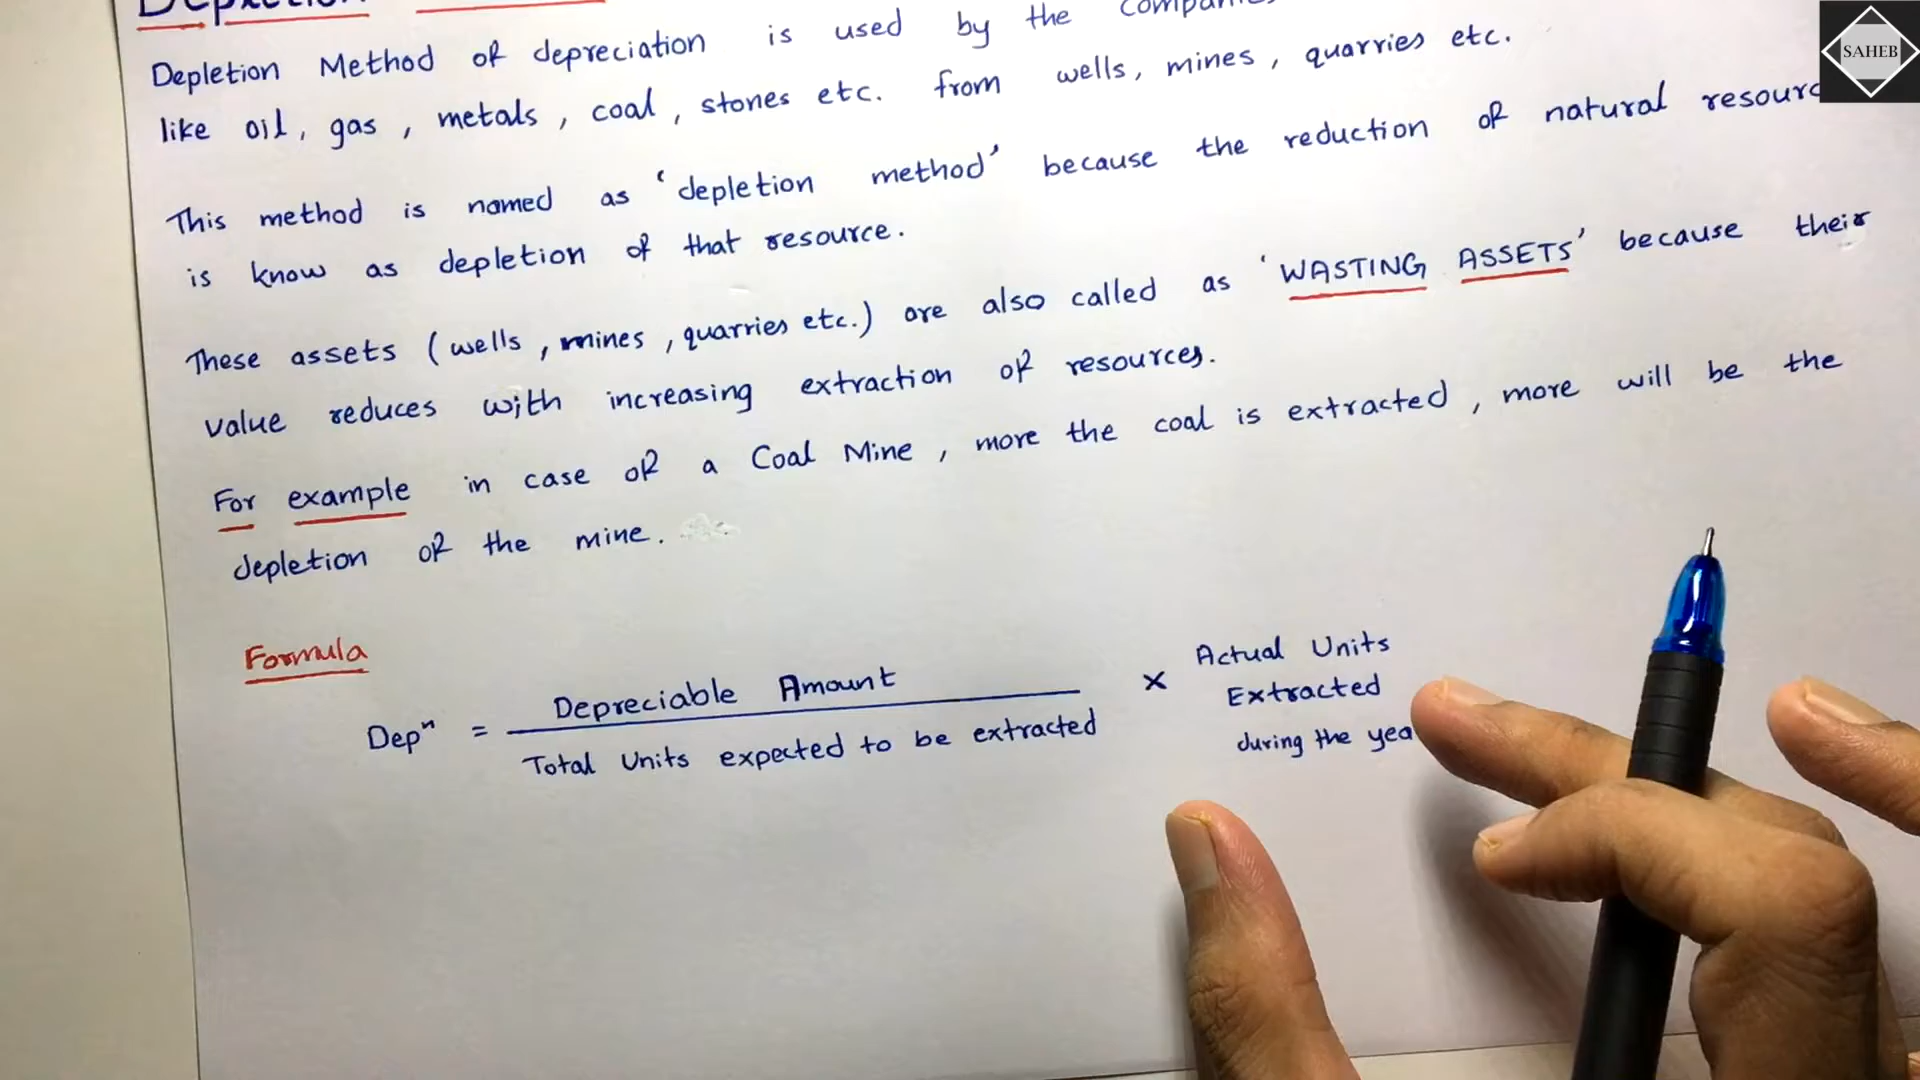 Depletion
Depletion Method of depreciation is used by the
like oil, gas, metals, coal, stones etc. from wells, mines, quarries etc.
This method is named as 'depletion method' because the reduction of natural
is know as depletion of that resource.
These assets (wells, mines, quarries etc.) are also called as 'WASTING ASSETS' because their
value reduces with increasing extraction of resources.
For example in case of a Coal Mine, more the coal is extracted, more will be the
depletion of the mine.
Formula
Depⁿ = Depreciable Amount × Actual Units
Total Units expected to be extracted Extracted
during the
SAHEB